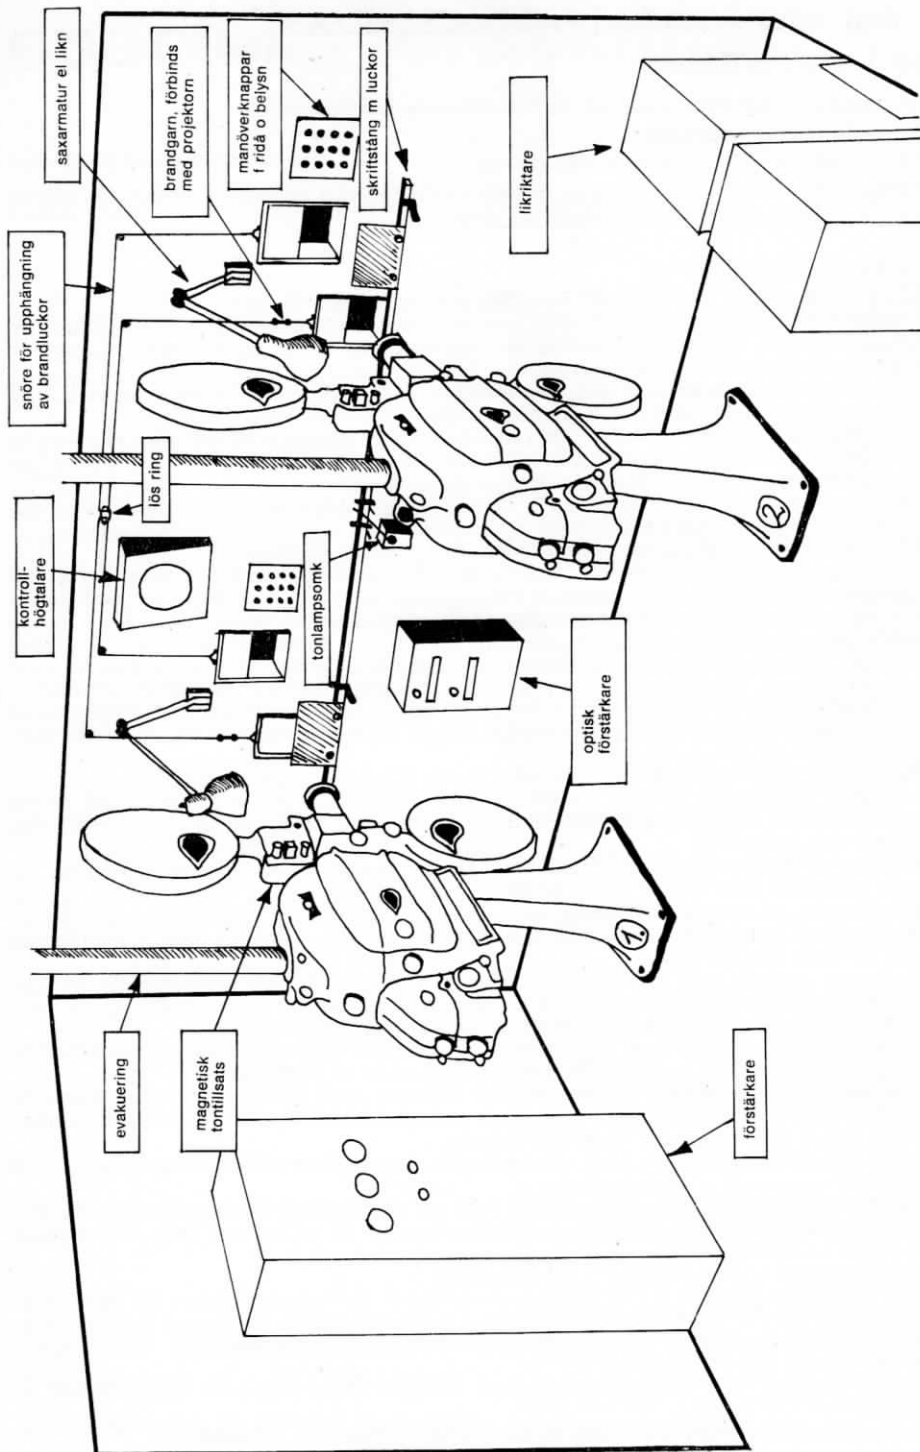 snöre för upphängning
av brandluckor
saxarmatur el likn
brandgarn, förbinds
med projektorn
manöverknappar
f ridå o belysn
skriftstång m luckor
kontroll-
högtalare
lös ring
tonlampsomk
likriktare
optisk
förstärkare
evakuering
magnetisk
tontillsats
förstärkare
1.
2